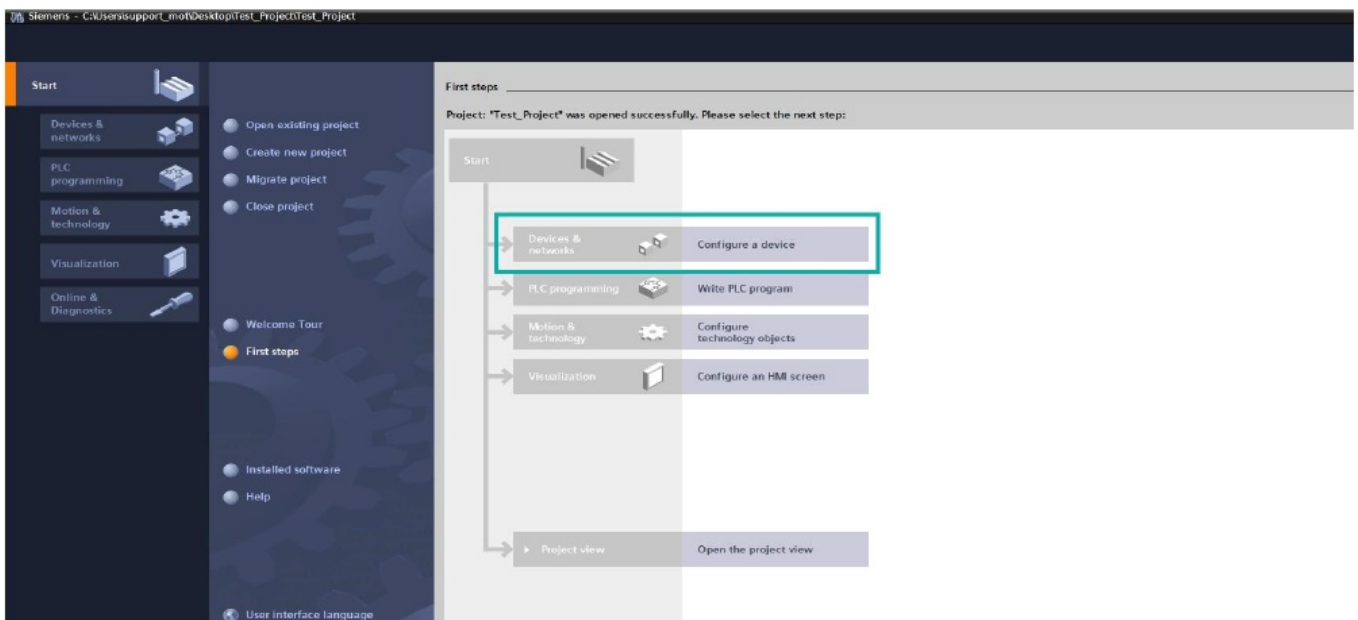 Siemens - C:\Users\support_mot\Desktop\Test_Project\Test_Project
Start
Devices &
networks
PLC
programming
Motion &
technology
Visualization
Online &
Diagnostics
Open existing project
Create new project
Migrate project
Close project
Welcome Tour
First steps
Installed software
Help
User interface language
First steps
Project: "Test_Project" was opened successfully. Please select the next step:
Start
Devices &
networks
Configure a device
PLC programming
Write PLC program
Motion &
technology
Configure
technology objects
Visualization
Configure an HMI screen
Project view
Open the project view